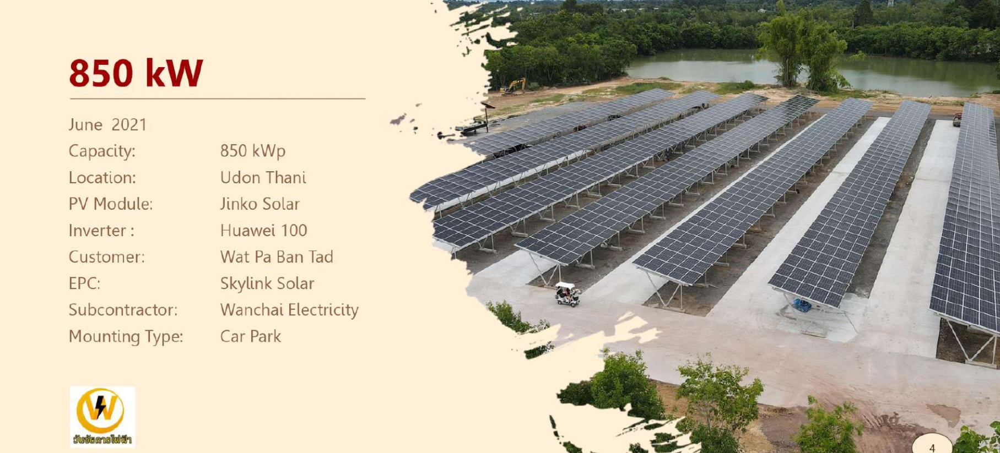 850 kW
June 2021
Capacity: 850 kWp
Location: Udon Thani
PV Module: Jinko Solar
Inverter : Huawei 100
Customer: Wat Pa Ban Tad
EPC: Skylink Solar
Subcontractor: Wanchai Electricity
Mounting Type: Car Park
W
วันชัยการไฟฟ้า
4